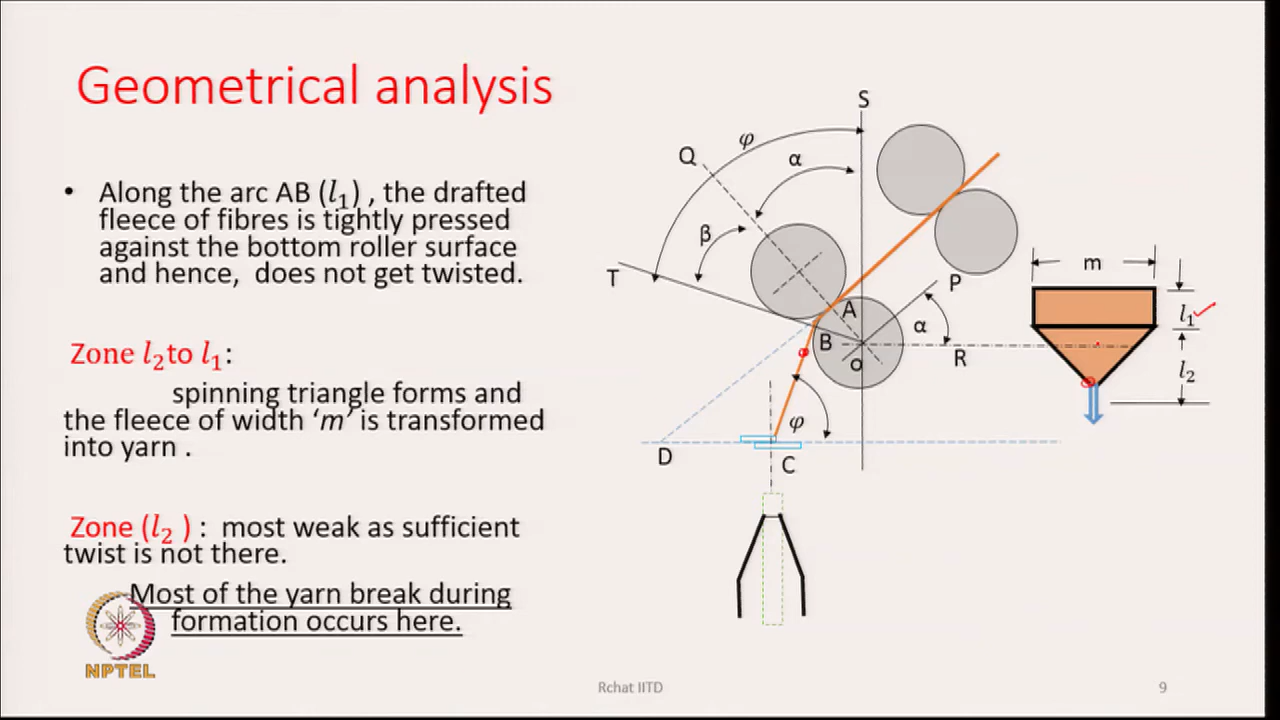 Geometrical analysis
• Along the arc AB (l₁) , the drafted
fleece of fibres is tightly pressed
against the bottom roller surface
and hence, does not get twisted.
Zone l₂to l₁:
spinning triangle forms and
the fleece of width ‘m’ is transformed
into yarn .
Zone (l₂ ) : most weak as sufficient
twist is not there.
Most of the yarn break during
formation occurs here.
NPTEL
S
φ
Q
α
β
T
A
P
B
α
O
R
φ
D
C
m
l₁
l₂
Rchat IITD
9